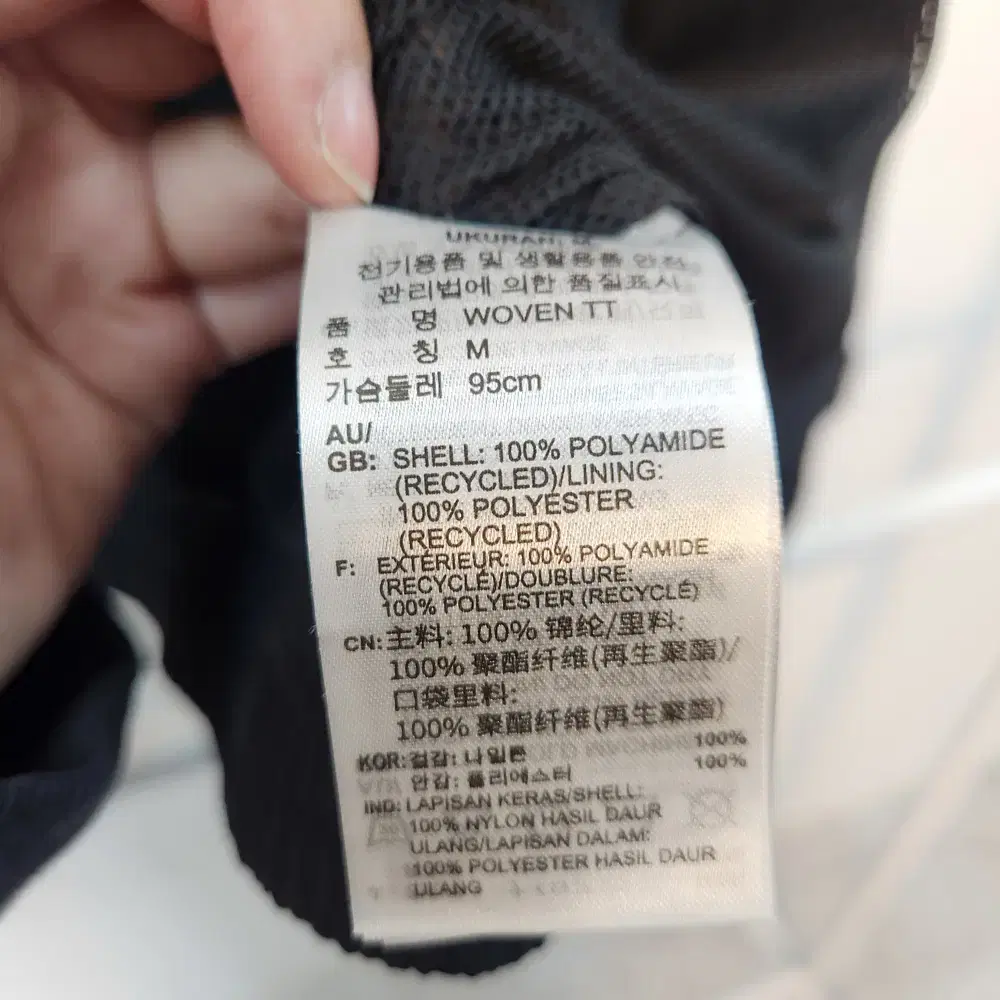 UKURAN:
전기용품 및 생활용품 안전
관리법에 의한 품질표시
품 명 WOVEN TT
호 칭 M
가슴둘레 95cm
AU/
GB: SHELL: 100% POLYAMIDE
(RECYCLED)/LINING:
100% POLYESTER
(RECYCLED)
F: EXTÉRIEUR: 100% POLYAMIDE
(RECYCLÉ)/DOUBLURE:
100% POLYESTER (RECYCLÉ)
CN: 主料: 100% 锦纶/里料:
100% 聚酯纤维(再生聚酯)/
口袋里料:
100% 聚酯纤维(再生聚酯)
KOR: 겉감: 나일론 100%
안감: 폴리에스터 100%
IND: LAPISAN KERAS/SHELL:
100% NYLON HASIL DAUR
ULANG/LAPISAN DALAM:
100% POLYESTER HASIL DAUR
ULANG